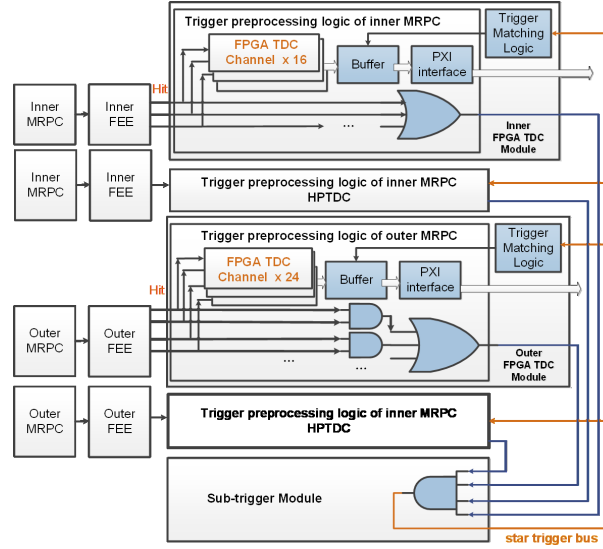 Trigger preprocessing logic of inner MRPC
FPGA TDC
Channel x 16
Buffer
PXI
interface
Trigger
Matching
Logic
Hit
Inner
MRPC
Inner
FEE
...
Inner
FPGA TDC
Module
Inner
MRPC
Inner
FEE
Trigger preprocessing logic of inner MRPC
HPTDC
Trigger preprocessing logic of outer MRPC
FPGA TDC
Channel x 24
Buffer
PXI
interface
Trigger
Matching
Logic
Hit
Outer
MRPC
Outer
FEE
...
...
Outer
FPGA TDC
Module
Outer
MRPC
Outer
FEE
Trigger preprocessing logic of inner MRPC
HPTDC
Sub-trigger Module
star trigger bus